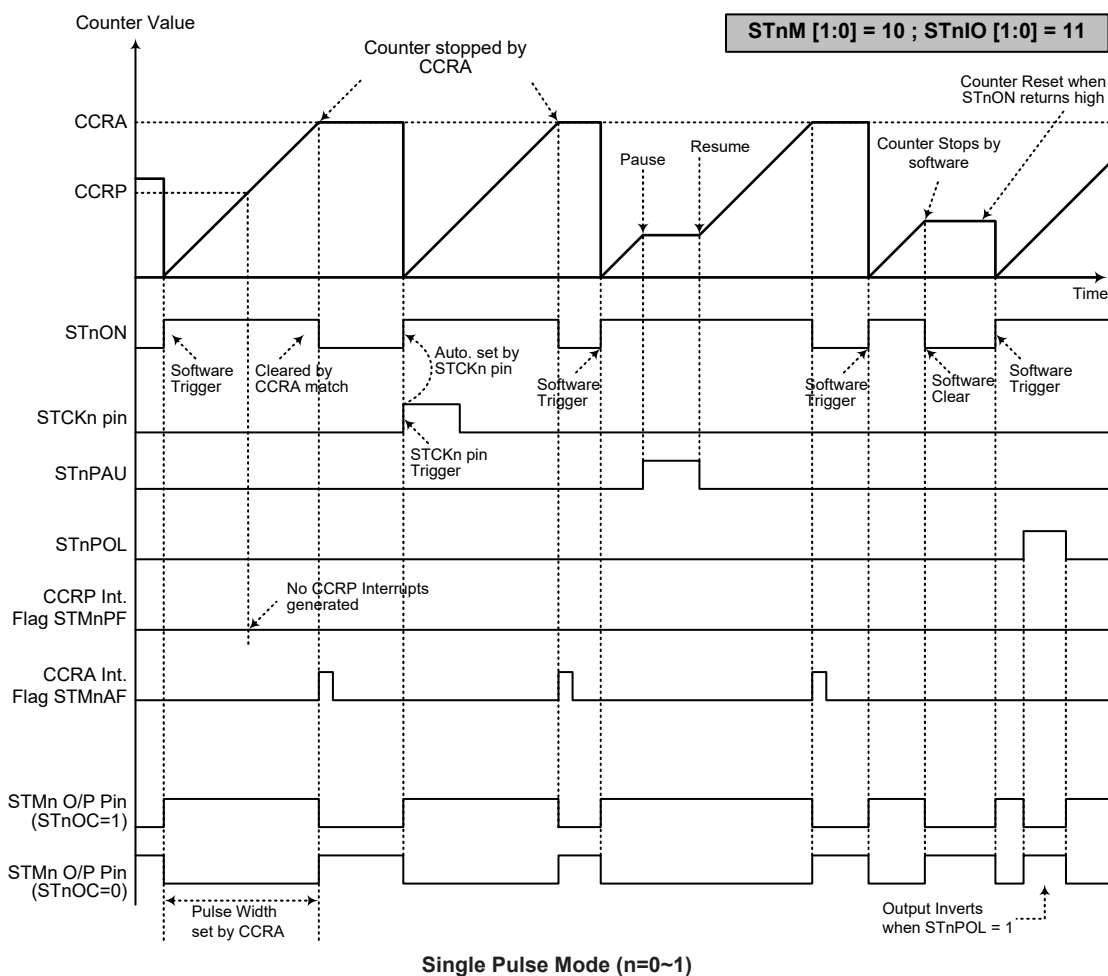 Counter Value
STnM [1:0] = 10 ; STnIO [1:0] = 11
Counter stopped by
CCRA
Counter Reset when
STnON returns high
CCRA
Pause
Resume
Counter Stops by
software
CCRP
Time
STnON
Software
Trigger
Cleared by
CCRA match
Auto. set by
STCKn pin
Software
Trigger
Software
Trigger
Software
Clear
Software
Trigger
STCKn pin
STCKn pin
Trigger
STnPAU
STnPOL
No CCRP Interrupts
generated
CCRP Int.
Flag STMnPF
CCRA Int.
Flag STMnAF
STMn O/P Pin
(STnOC=1)
STMn O/P Pin
(STnOC=0)
Pulse Width
set by CCRA
Output Inverts
when STnPOL = 1
Single Pulse Mode (n=0~1)